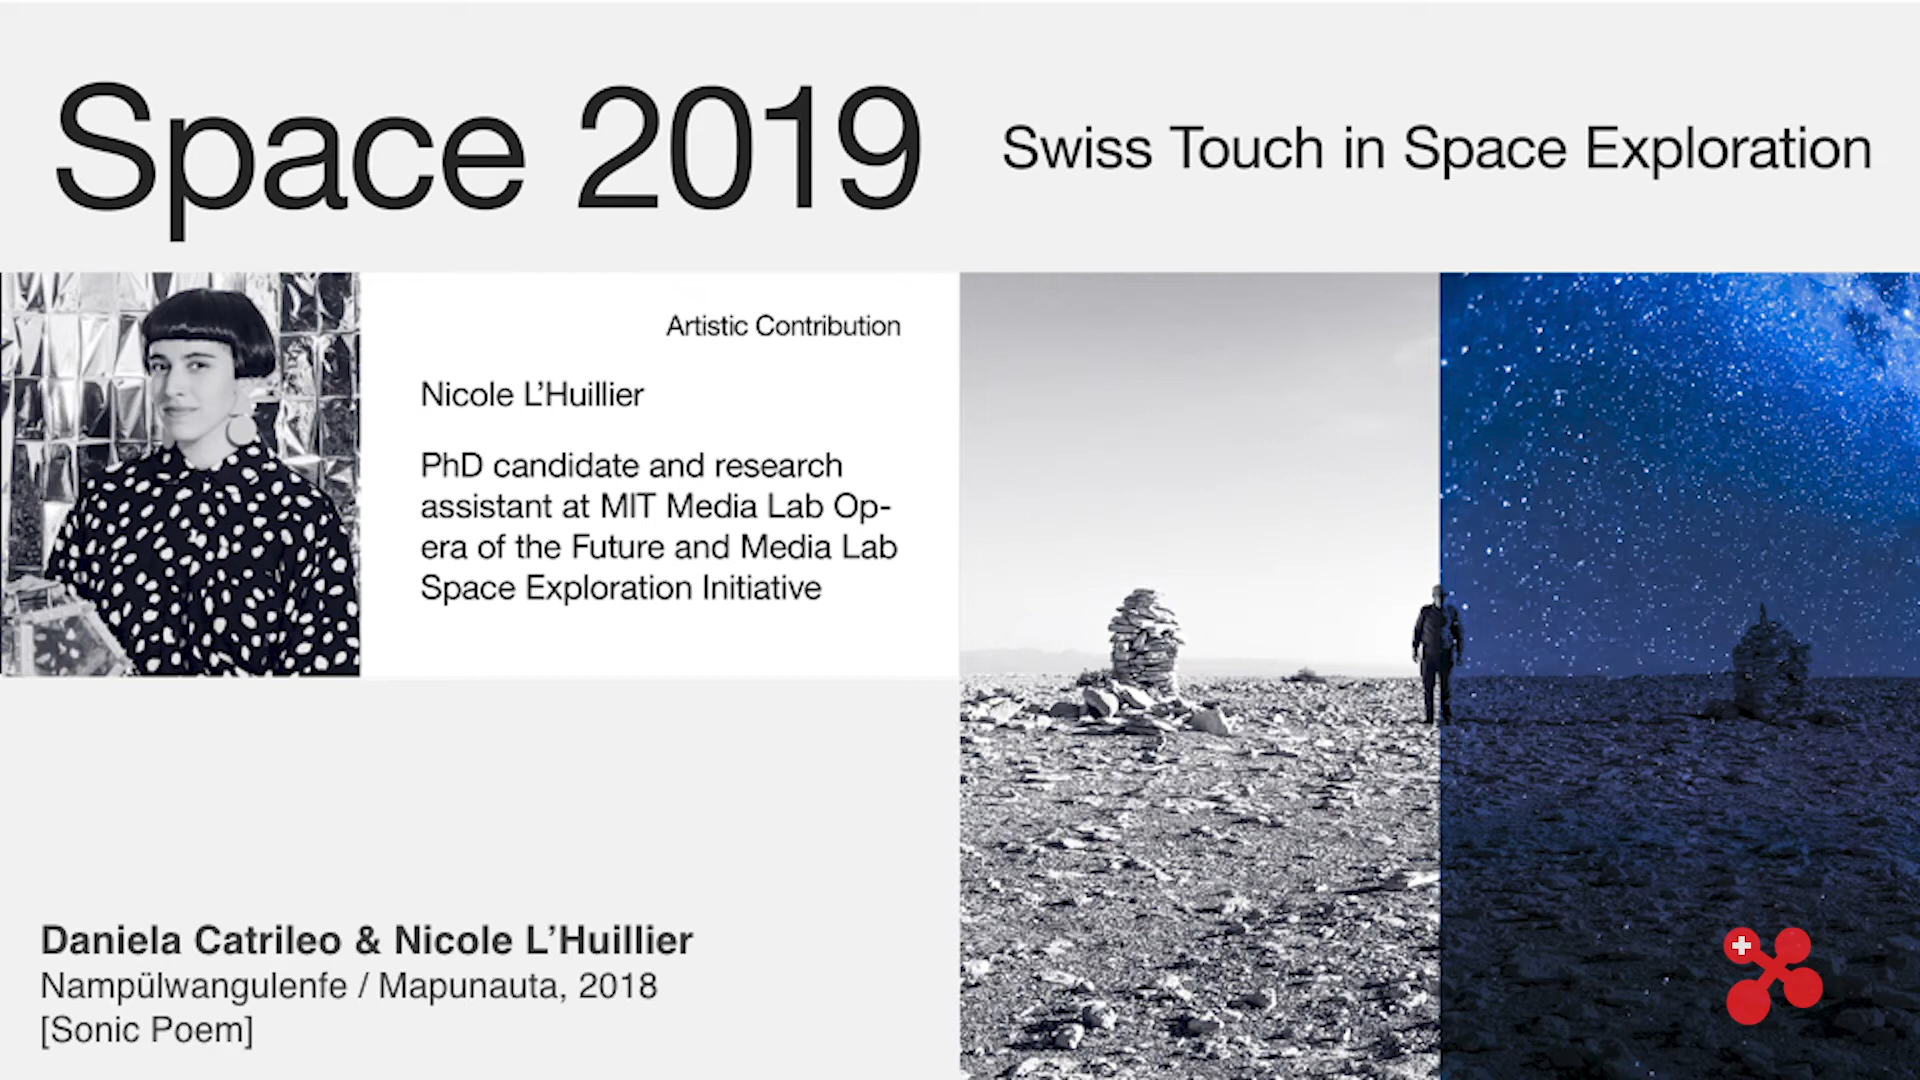 Space 2019
Swiss Touch in Space Exploration
Artistic Contribution
Nicole L’Huillier
PhD candidate and research
assistant at MIT Media Lab Op-
era of the Future and Media Lab
Space Exploration Initiative
Daniela Catrileo & Nicole L’Huillier
Nampülwangulenfe / Mapunauta, 2018
[Sonic Poem]